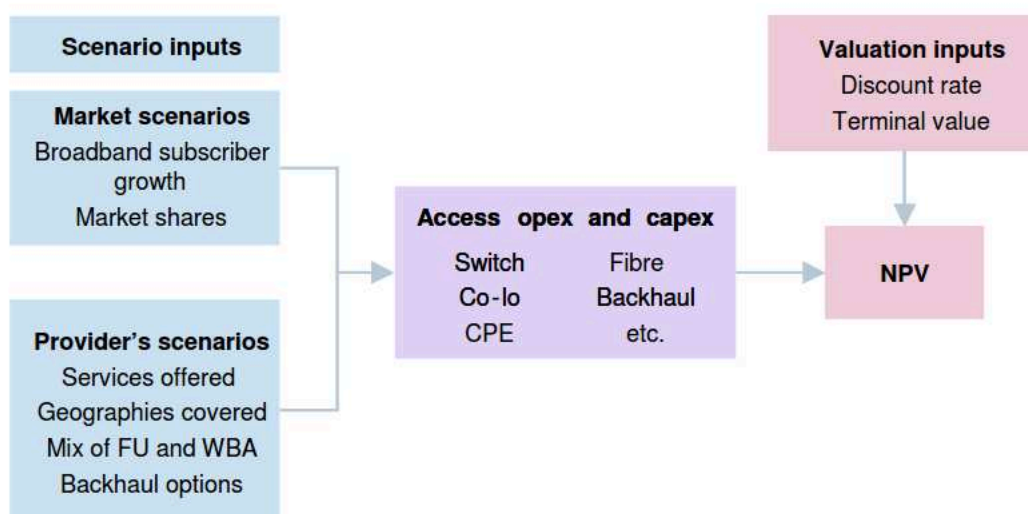 Scenario inputs
Market scenarios
Broadband subscriber
growth
Market shares
Provider's scenarios
Services offered
Geographies covered
Mix of FU and WBA
Backhaul options
Access opex and capex
Switch Fibre
Co-lo Backhaul
CPE etc.
Valuation inputs
Discount rate
Terminal value
NPV